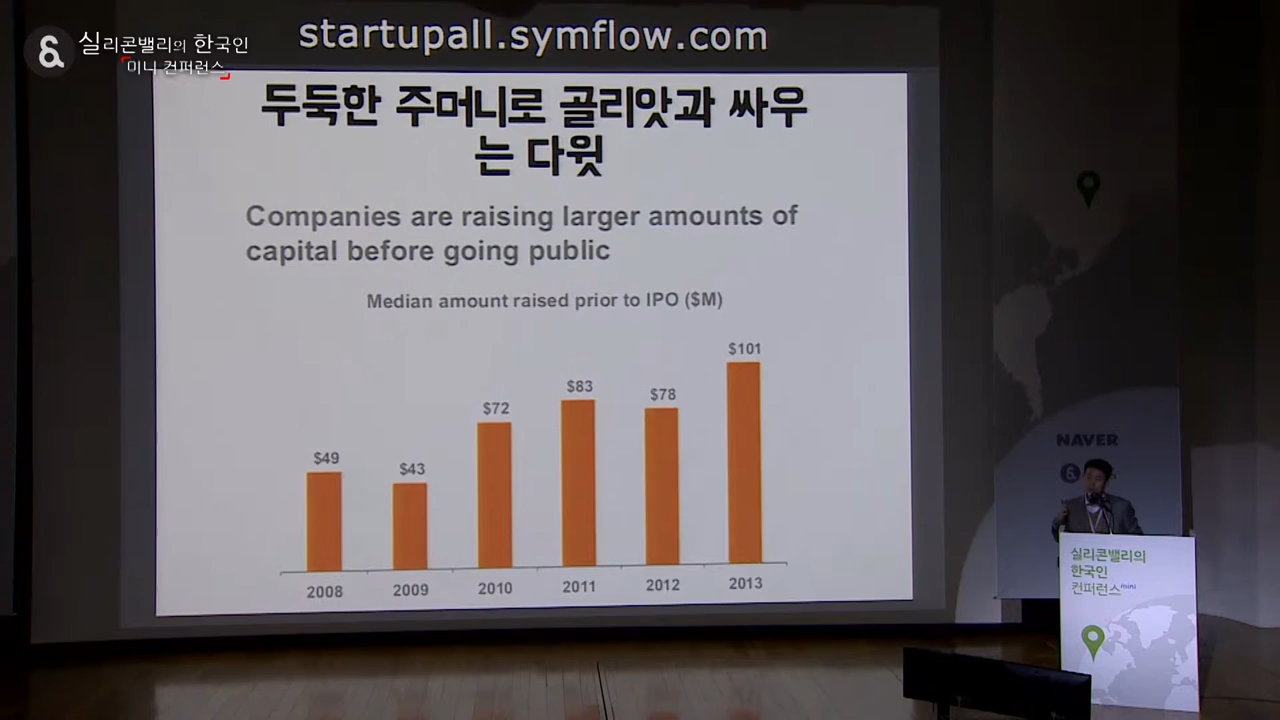 startupall.symflow.com
실리콘밸리의 한국인
미니 컨퍼런스
두둑한 주머니로 골리앗과 싸우
는 다윗
Companies are raising larger amounts of
capital before going public
Median amount raised prior to IPO ($M)
$49
$43
$72
$83
$78
$101
2008
2009
2010
2011
2012
2013
NAVER
실리콘밸리의
한국인
컨퍼런스mini